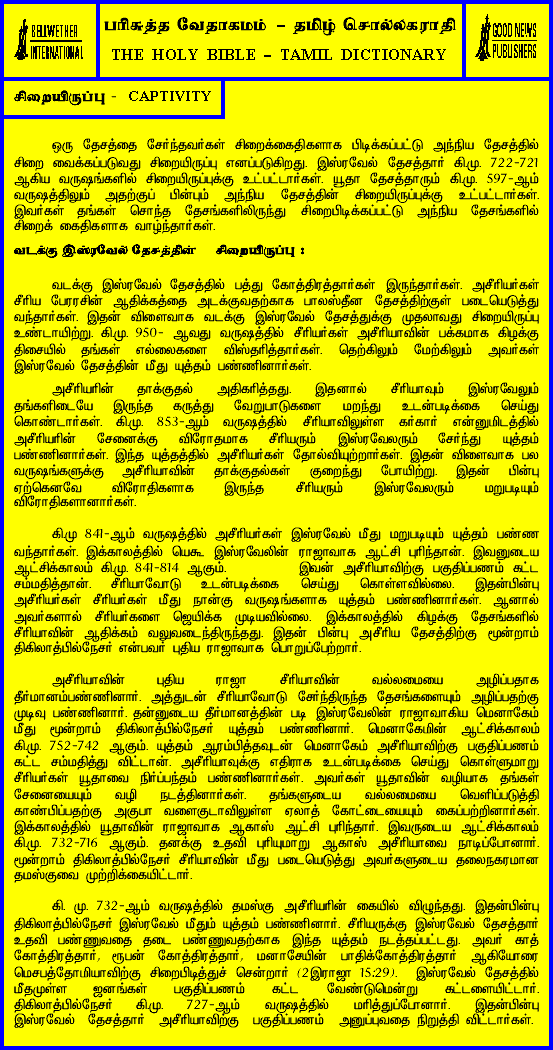 BELLWETHER
INTERNATIONAL
பரிசுத்த வேதாகமம் – தமிழ் சொல்லகராதி
THE HOLY BIBLE – TAMIL DICTIONARY
GOOD NEWS
PUBLISHERS
சிறையிருப்பு - CAPTIVITY
ஒரு தேசத்தை சேர்ந்தவர்கள் சிறைக்கைதிகளாக பிடிக்கப்பட்டு அந்நிய தேசத்தில்
சிறை வைக்கப்படுவது சிறையிருப்பு எனப்படுகிறது. இஸ்ரவேல் தேசத்தார் கி.மு. 722-721
ஆகிய வருஷங்களில் சிறையிருப்புக்கு உட்பட்டார்கள். யூதா தேசத்தாரும் கி.மு. 597-ஆம்
வருஷத்திலும் அதற்குப் பின்பும் அந்நிய தேசத்தின் சிறையிருப்புக்கு உட்பட்டார்கள்.
இவர்கள் தங்கள் சொந்த தேசங்களிலிருந்து சிறைபிடிக்கப்பட்டு அந்நிய தேசங்களில்
சிறைக் கைதிகளாக வாழ்ந்தார்கள்.
வடக்கு இஸ்ரவேல் தேசத்தின் சிறையிருப்பு :
வடக்கு இஸ்ரவேல் தேசத்தில் பத்து கோத்திரத்தார்கள் இருந்தார்கள். அசீரியர்கள்
சீரிய பேரரசின் ஆதிக்கத்தை அடக்குவதற்காக பாலஸ்தீன தேசத்திற்குள் படையெடுத்து
வந்தார்கள். இதன் விளைவாக வடக்கு இஸ்ரவேல் தேசத்துக்கு முதலாவது சிறையிருப்பு
உண்டாயிற்று. கி.மு. 950- ஆவது வருஷத்தில் சீரியர்கள் அசீரியாவின் பக்கமாக கிழக்கு
திசையில் தங்கள் எல்லைகளை விஸ்தரித்தார்கள். தெற்கிலும் மேற்கிலும் அவர்கள்
இஸ்ரவேல் தேசத்தின் மீது யுத்தம் பண்ணினார்கள்.
அசீரியரின் தாக்குதல் அதிகரித்தது. இதனால் சீரியாவும் இஸ்ரவேலும்
தங்களிடையே இருந்த கருத்து வேறுபாடுகளை மறந்து உடன்படிக்கை செய்து
கொண்டார்கள். கி.மு. 853-ஆம் வருஷத்தில் சீரியாவிலுள்ள கர்கார் என்னுமிடத்தில்
அசீரியரின் சேனைக்கு விரோதமாக சீரியரும் இஸ்ரவேலரும் சேர்ந்து யுத்தம்
பண்ணினார்கள். இந்த யுத்தத்தில் அசீரியர்கள் தோல்வியுற்றார்கள். இதன் விளைவாக பல
வருஷங்களுக்கு அசீரியாவின் தாக்குதல்கள் குறைந்து போயிற்று. இதன் பின்பு
ஏற்கெனவே விரோதிகளாக இருந்த சீரியரும் இஸ்ரவேலரும் மறுபடியும்
விரோதிகளானார்கள்.
கி.மு 841-ஆம் வருஷத்தில் அசீரியர்கள் இஸ்ரவேல் மீது மறுபடியும் யுத்தம் பண்ண
வந்தார்கள். இக்காலத்தில் யெகூ இஸ்ரவேலின் ராஜாவாக ஆட்சி புரிந்தான். இவனுடைய
ஆட்சிக்காலம் கி.மு. 841-814 ஆகும். இவன் அசீரியாவிற்கு பகுதிப்பணம் கட்ட
சம்மதித்தான். சீரியாவோடு உடன்படிக்கை செய்து கொள்ளவில்லை. இதன்பின்பு
அசீரியர்கள் சீரியர்கள் மீது நான்கு வருஷங்களாக யுத்தம் பண்ணினார்கள். ஆனால்
அவர்களால் சீரியர்களை ஜெயிக்க முடியவில்லை. இக்காலத்தில் கிழக்கு தேசங்களில்
சீரியாவின் ஆதிக்கம் வலுவடைந்திருந்தது. இதன் பின்பு அசீரிய தேசத்திற்கு மூன்றாம்
திகிலாத்பில்நேசர் என்பவர் புதிய ராஜாவாக பொறுப்பேற்றார்.
அசீரியாவின் புதிய ராஜா சீரியாவின் வல்லமையை அழிப்பதாக
தீர்மானம்பண்ணினார். அத்துடன் சீரியாவோடு சேர்ந்திருந்த தேசங்களையும் அழிப்பதற்கு
முடிவு பண்ணினார். தன்னுடைய தீர்மானத்தின் படி இஸ்ரவேலின் ராஜாவாகிய மெனாகேம்
மீது மூன்றாம் திகிலாத்பில்நேசர் யுத்தம் பண்ணினார். மெனாகேமின் ஆட்சிக்காலம்
கி.மு. 752-742 ஆகும். யுத்தம் ஆரம்பித்தவுடன் மெனாகேம் அசீரியாவிற்கு பகுதிப்பணம்
கட்ட சம்மதித்து விட்டான். அசீரியாவுக்கு எதிராக உடன்படிக்கை செய்து கொள்ளுமாறு
சீரியர்கள் யூதாவை நிர்ப்பந்தம் பண்ணினார்கள். அவர்கள் யூதாவின் வழியாக தங்கள்
சேனையையும் வழி நடத்தினார்கள். தங்களுடைய வல்லமையை வெளிப்படுத்தி
காண்பிப்பதற்கு அகுபா வளைகுடாவிலுள்ள ஏலாத் கோட்டையையும் கைப்பற்றினார்கள்.
இக்காலத்தில் யூதாவின் ராஜாவாக ஆகாஸ் ஆட்சி புரிந்தார். இவருடைய ஆட்சிக்காலம்
கி.மு. 732-716 ஆகும். தனக்கு உதவி புரியுமாறு ஆகாஸ் அசீரியாவை நாடிப்போனார்.
மூன்றாம் திகிலாத்பில்நேசர் சீரியாவின் மீது படையெடுத்து அவர்களுடைய தலைநகரமான
தமஸ்குவை முற்றிக்கையிட்டார்.
கி. மு. 732-ஆம் வருஷத்தில் தமஸ்கு அசீரியரின் கையில் விழுந்தது. இதன்பின்பு
திகிலாத்பில்நேசர் இஸ்ரவேல் மீதும் யுத்தம் பண்ணினார். சீரியருக்கு இஸ்ரவேல் தேசத்தார்
உதவி பண்ணுவதை தடை பண்ணுவதற்காக இந்த யுத்தம் நடத்தப்பட்டது. அவர் காத்
கோத்திரத்தார், ரூபன் கோத்திரத்தார், மனாசேயின் பாதிக்கோத்திரத்தார் ஆகியோரை
மெசபத்தோமியாவிற்கு சிறைபிடித்துச் சென்றார் (2இராஜா 15:29). இஸ்ரவேல் தேசத்தில்
மீதமுள்ள ஜனங்கள் பகுதிப்பணம் கட்ட வேண்டுமென்று கட்டளையிட்டார்.
திகிலாத்பில்நேசர் கி.மு. 727-ஆம் வருஷத்தில் மரித்துப்போனார். இதன்பின்பு
இஸ்ரவேல் தேசத்தார் அசீரியாவிற்கு பகுதிப்பணம் அனுப்புவதை நிறுத்தி விட்டார்கள்.